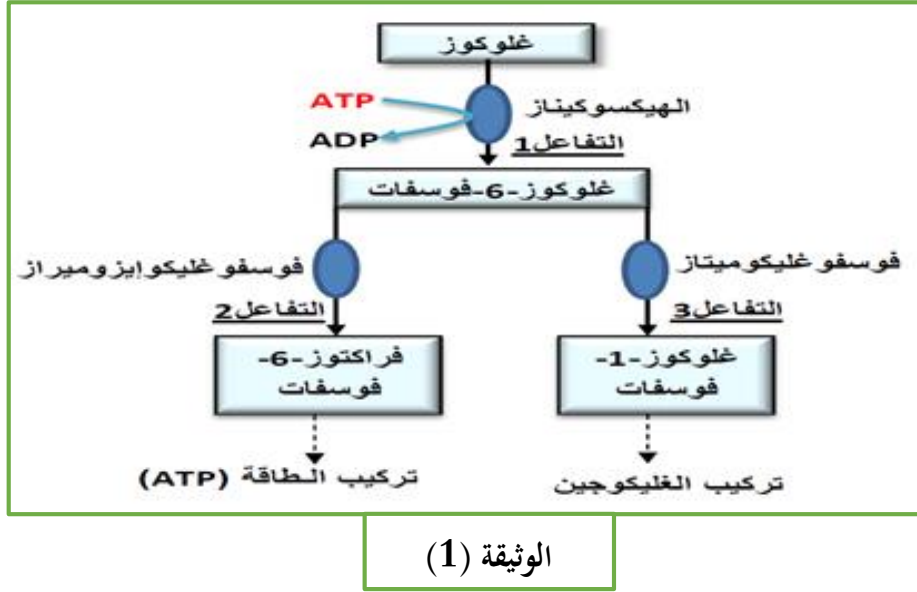 غلوكوز
ATP
الهيكسوكيناز
ADP
التفاعل1
غلوكوز-6-فوسفات
فوسفوغليكوميتاز
فوسفوغليكوإيزوميراز
التفاعل3
التفاعل2
غلوكوز-1-
فوسفات
فراكتوز-6-
فوسفات
تركيب الغليكوجين
تركيب الطاقة (ATP)
الوثيقة (1)